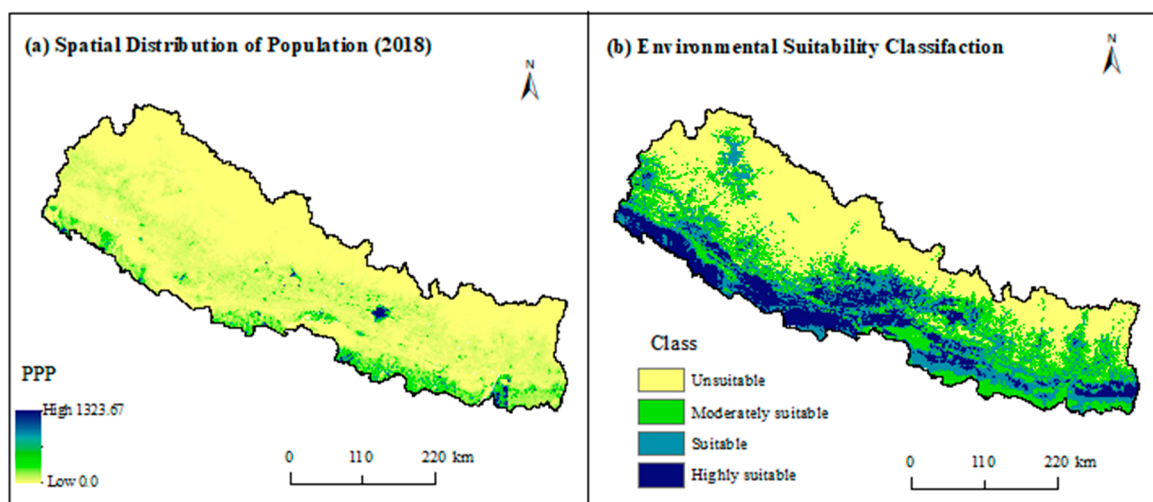 (a) Spatial Distribution of Population (2018)
N
PPP
High 1323.67
Low 0.0
0 110 220 km
(b) Environmental Suitability Classifaction
N
Class
Unsuitable
Moderately suitable
Suitable
Highly suitable
0 110 220 km